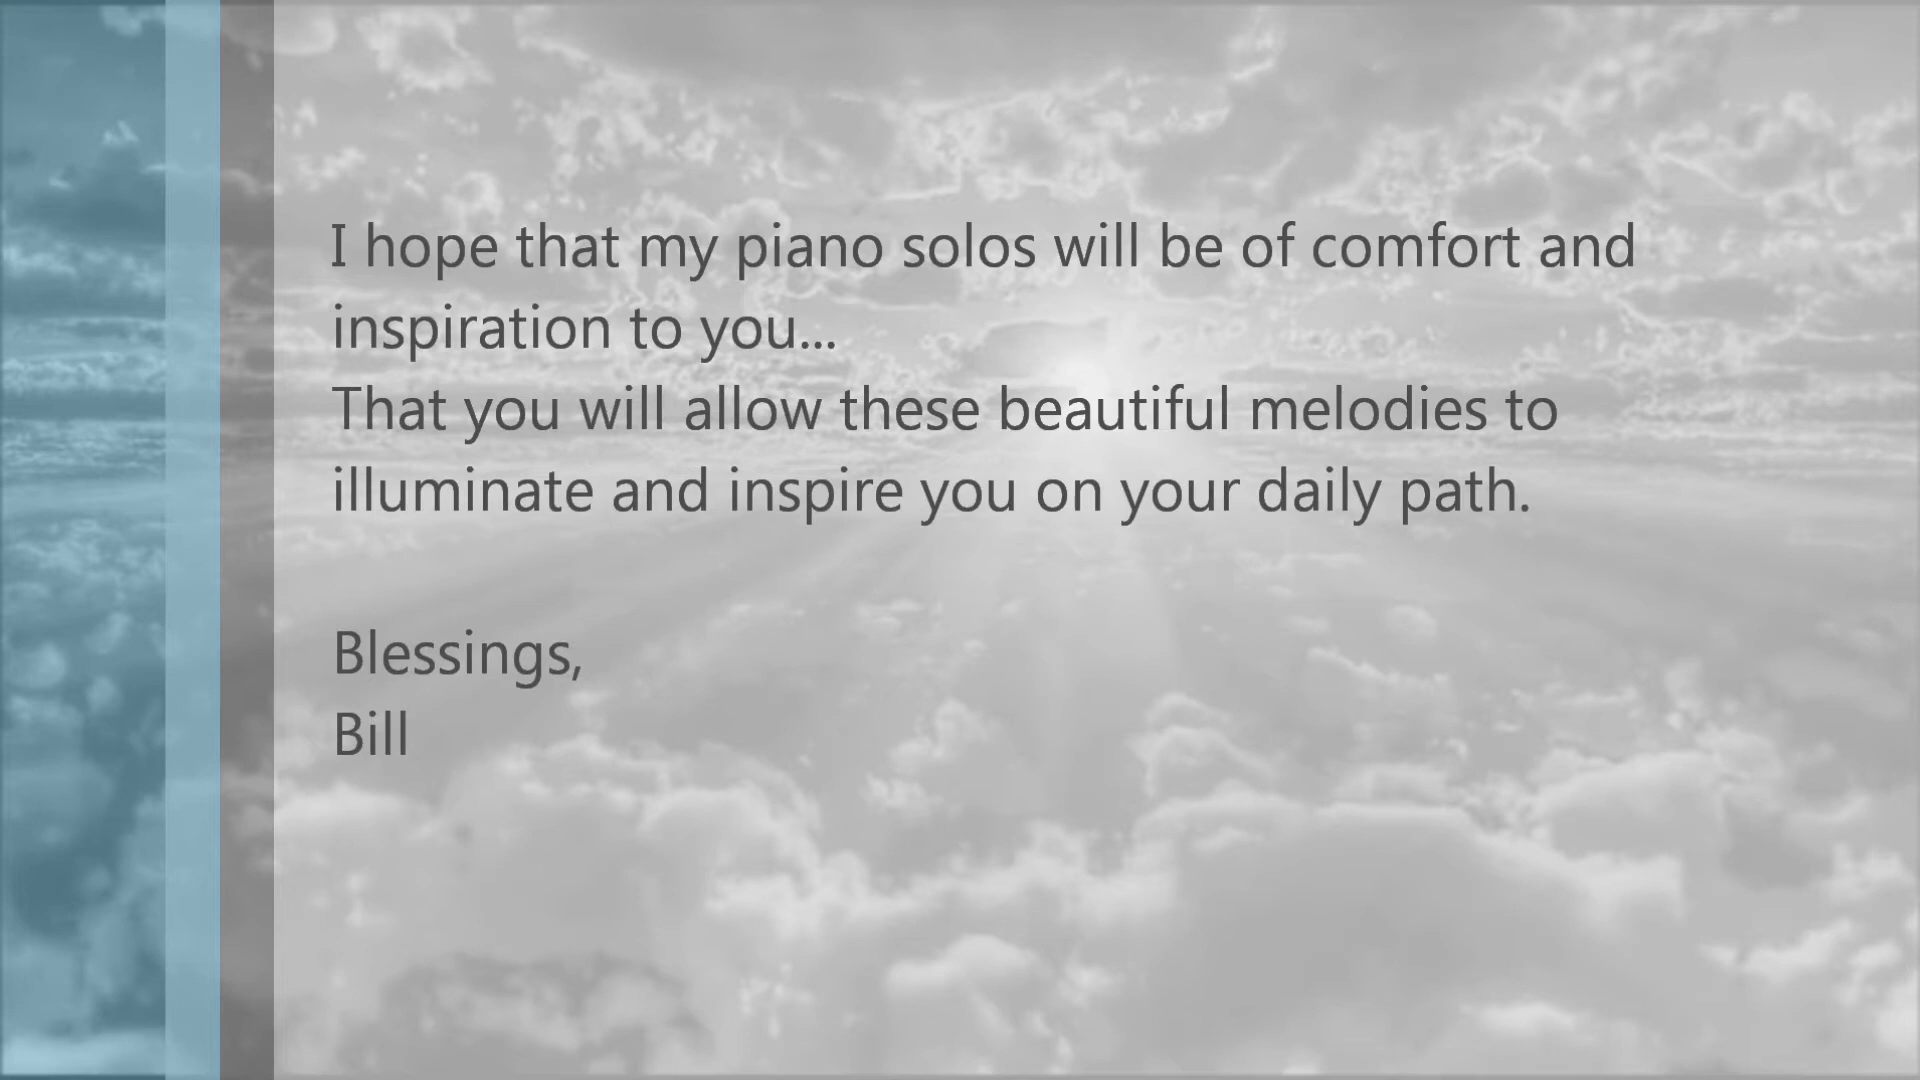 I hope that my piano solos will be of comfort and
inspiration to you...
That you will allow these beautiful melodies to
illuminate and inspire you on your daily path.
Blessings,
Bill